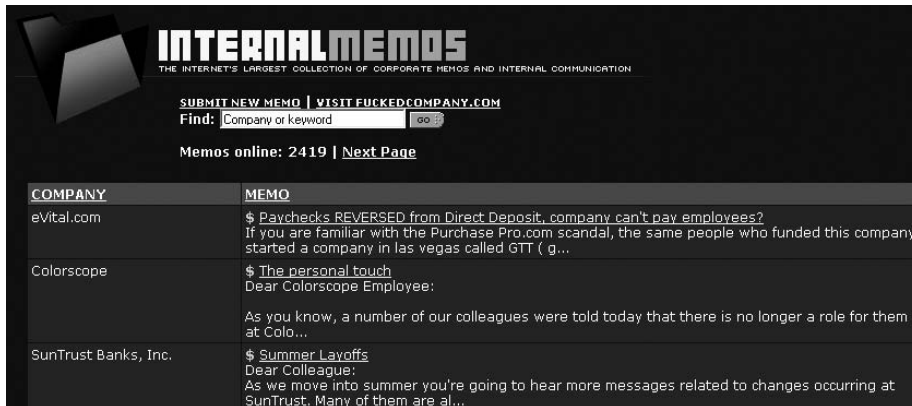 INTERNALMEMOS
THE INTERNET'S LARGEST COLLECTION OF CORPORATE MEMOS AND INTERNAL COMMUNICATION
SUBMIT NEW MEMO | VISIT FUCKEDCOMPANY.COM
Find: Company or keyword GO
Memos online: 2419 | Next Page
COMPANY MEMO
eVital.com $ Paychecks REVERSED from Direct Deposit, company can't pay employees?
If you are familiar with the Purchase Pro.com scandal, the same people who funded this company
started a company in las vegas called GTT ( g...
Colorscope $ The personal touch
Dear Colorscope Employee:
As you know, a number of our colleagues were told today that there is no longer a role for them
at Colo...
SunTrust Banks, Inc. $ Summer Layoffs
Dear Colleague:
As we move into summer you're going to hear more messages related to changes occurring at
SunTrust. Many of them are al...